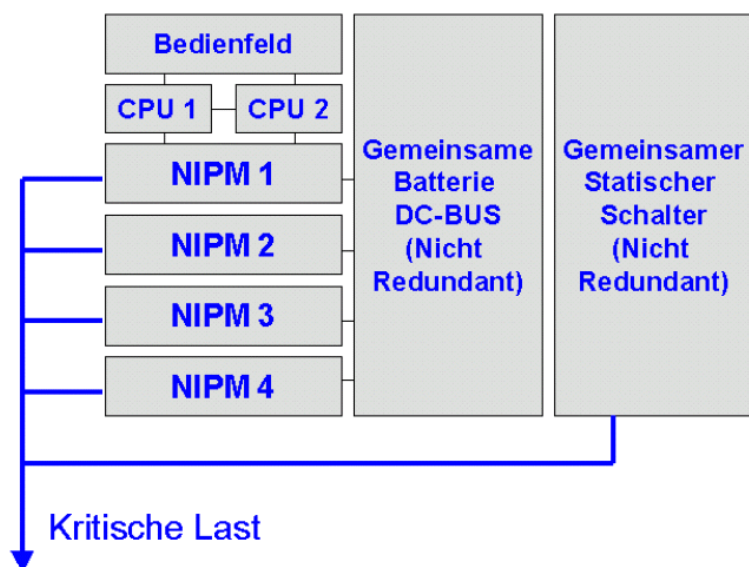 Bedienfeld
CPU 1
CPU 2
NIPM 1
NIPM 2
NIPM 3
NIPM 4
Gemeinsame
Batterie
DC-BUS
(Nicht
Redundant)
Gemeinsamer
Statischer
Schalter
(Nicht
Redundant)
Kritische Last